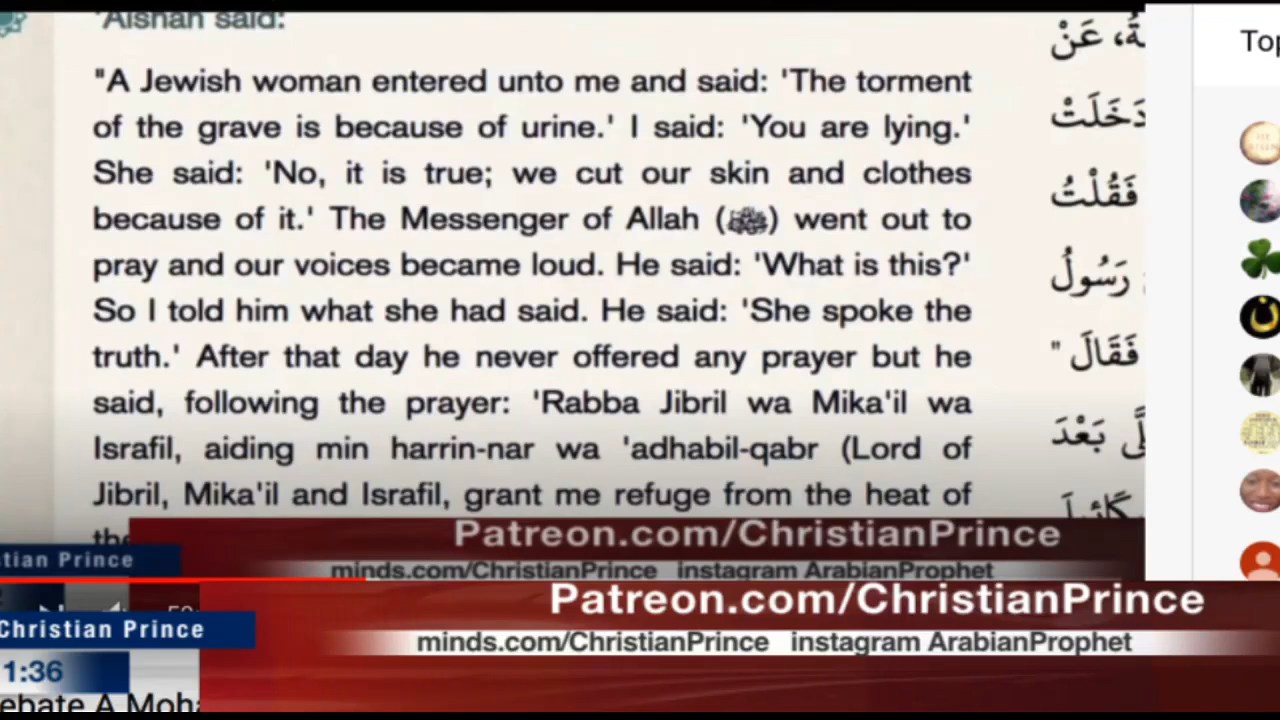 'Aishah said:
"A Jewish woman entered unto me and said: 'The torment
of the grave is because of urine.' I said: 'You are lying.'
She said: 'No, it is true; we cut our skin and clothes
because of it.' The Messenger of Allah (ﷺ) went out to
pray and our voices became loud. He said: 'What is this?'
So I told him what she had said. He said: 'She spoke the
truth.' After that day he never offered any prayer but he
said, following the prayer: 'Rabba Jibril wa Mika'il wa
Israfil, aiding min harrin-nar wa 'adhabil-qabr (Lord of
Jibril, Mika'il and Israfil, grant me refuge from the heat of
the
عَنْ
دَخَلَتْ
فَقُلْتُ
رَسُولُ
فَقَالَ "
بَعْدَ
Top
Patreon.com/ChristianPrince
stian Prince
minds.com/ChristianPrince instagram ArabianProphet
Patreon.com/ChristianPrince
Christian Prince
minds.com/ChristianPrince instagram ArabianProphet
1:36
ebate A Moha